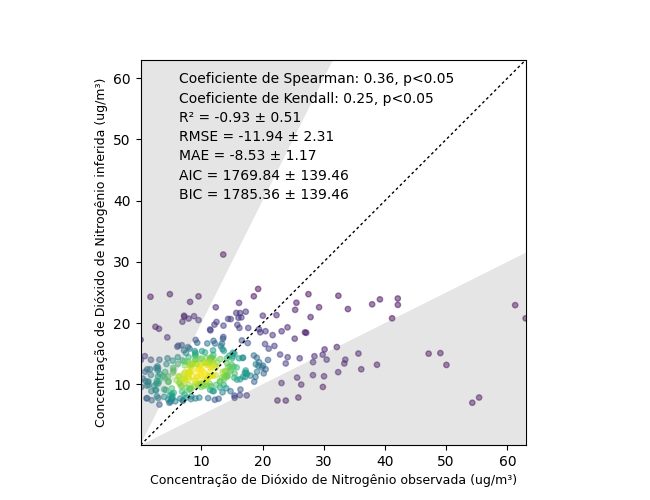 60
50
40
30
20
10
Concentração de Dióxido de Nitrogênio inferida (ug/m³)
Coeficiente de Spearman: 0.36, p<0.05
Coeficiente de Kendall: 0.25, p<0.05
R² = -0.93 ± 0.51
RMSE = -11.94 ± 2.31
MAE = -8.53 ± 1.17
AIC = 1769.84 ± 139.46
BIC = 1785.36 ± 139.46
10 20 30 40 50 60
Concentração de Dióxido de Nitrogênio observada (ug/m³)